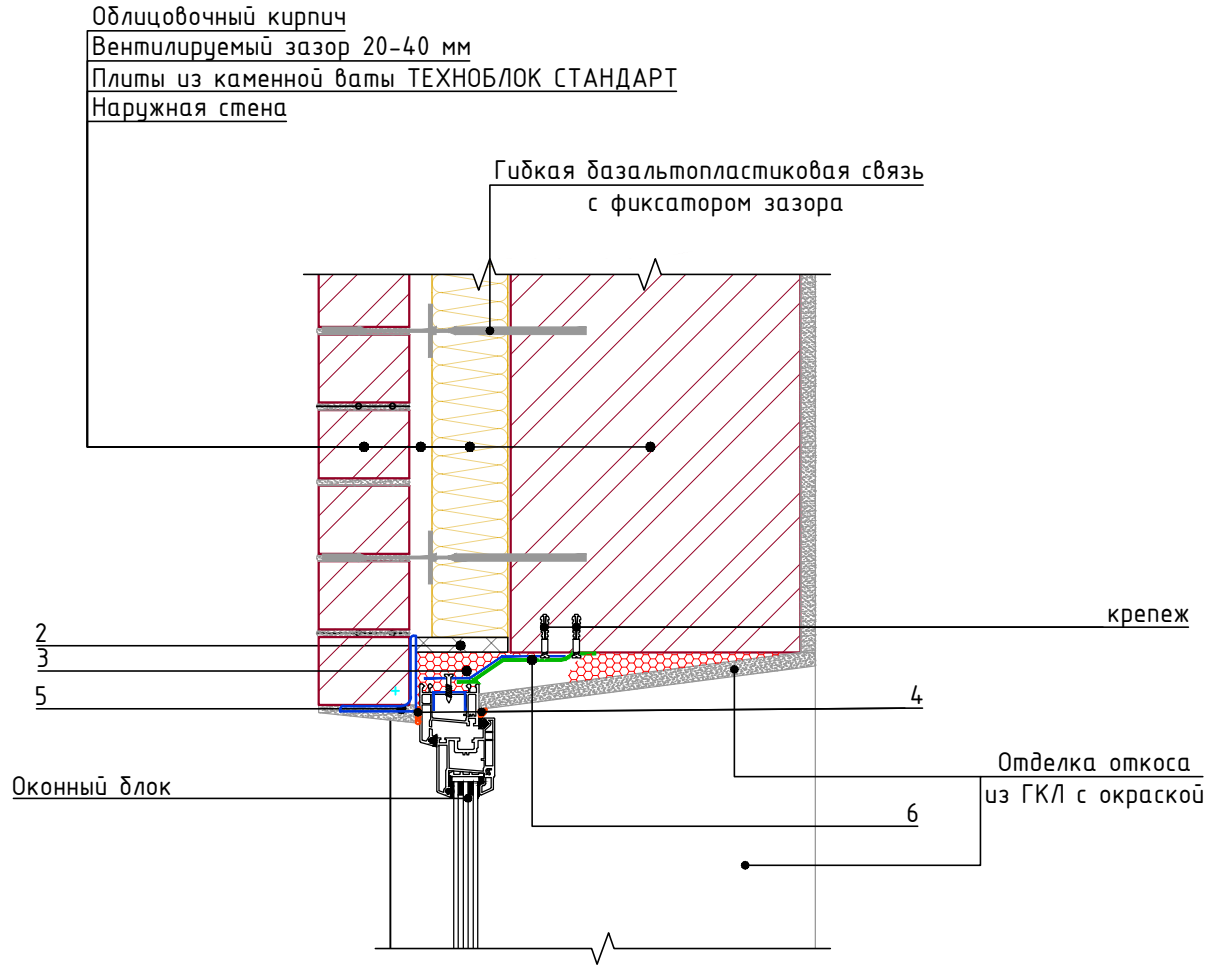 Облицовочный кирпич
Вентилируемый зазор 20-40 мм
Плиты из каменной ваты ТЕХНОБЛОК СТАНДАРТ
Наружная стена
Гибкая базальтопластиковая связь
с фиксатором зазора
крепеж
2
3
5
4
Оконный блок
Отделка откоса
из ГКЛ с окраской
6